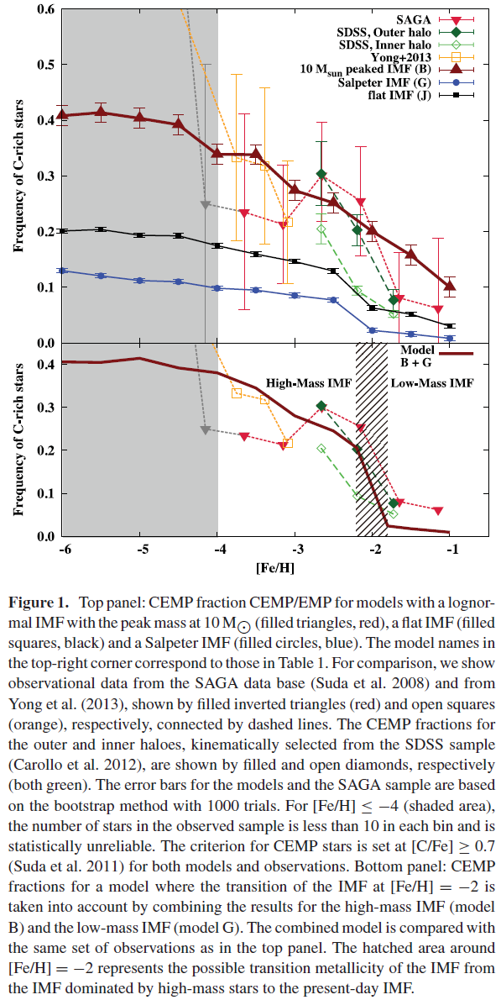 0.6
0.5
0.4
0.3
0.2
0.1
0.0
Frequency of C-rich stars
SAGA
SDSS, Outer halo
SDSS, Inner halo
Yong+2013
10 Msun peaked IMF (B)
Salpeter IMF (G)
flat IMF (J)
0.4
0.3
0.2
0.1
0.0
Frequency of C-rich stars
Model
B + G
High-Mass IMF
Low-Mass IMF
-6
-5
-4
-3
-2
-1
[Fe/H]
Figure 1. Top panel: CEMP fraction CEMP/EMP for models with a lognor-
mal IMF with the peak mass at 10 M⊙ (filled triangles, red), a flat IMF (filled
squares, black) and a Salpeter IMF (filled circles, blue). The model names in
the top-right corner correspond to those in Table 1. For comparison, we show
observational data from the SAGA data base (Suda et al. 2008) and from
Yong et al. (2013), shown by filled inverted triangles (red) and open squares
(orange), respectively, connected by dashed lines. The CEMP fractions for
the outer and inner haloes, kinematically selected from the SDSS sample
(Carollo et al. 2012), are shown by filled and open diamonds, respectively
(both green). The error bars for the models and the SAGA sample are based
on the bootstrap method with 1000 trials. For [Fe/H] ≤ −4 (shaded area),
the number of stars in the observed sample is less than 10 in each bin and is
statistically unreliable. The criterion for CEMP stars is set at [C/Fe] ≥ 0.7
(Suda et al. 2011) for both models and observations. Bottom panel: CEMP
fractions for a model where the transition of the IMF at [Fe/H] = −2 is
taken into account by combining the results for the high-mass IMF (model
B) and the low-mass IMF (model G). The combined model is compared with
the same set of observations as in the top panel. The hatched area around
[Fe/H] = −2 represents the possible transition metallicity of the IMF from
the IMF dominated by high-mass stars to the present-day IMF.